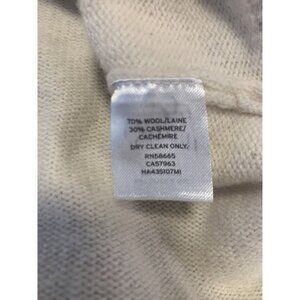 70% WOOL/LAINE
30% CASHMERE/
CACHEMIRE
DRY CLEAN ONLY.
RN58665
CA57963
HA435107MI